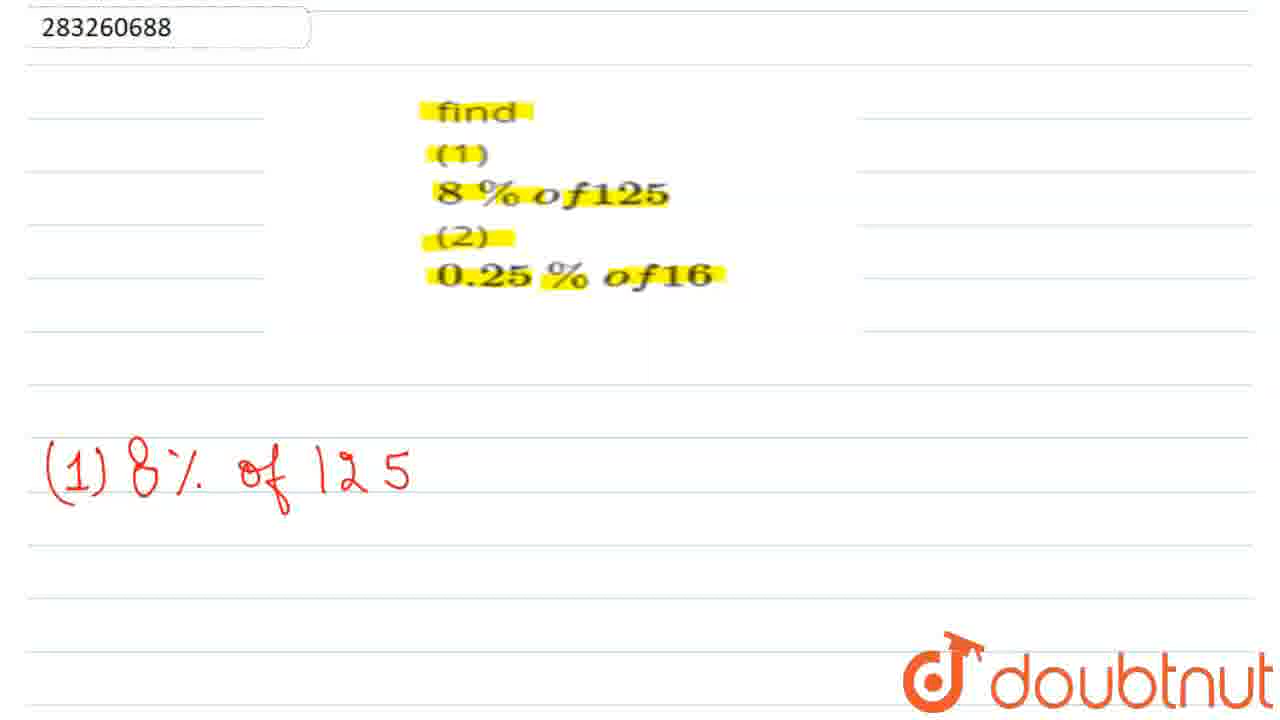 283260688
find
(1)
8 % of125
(2)
0.25 % of16
(1) 8% of 125
doubtnut